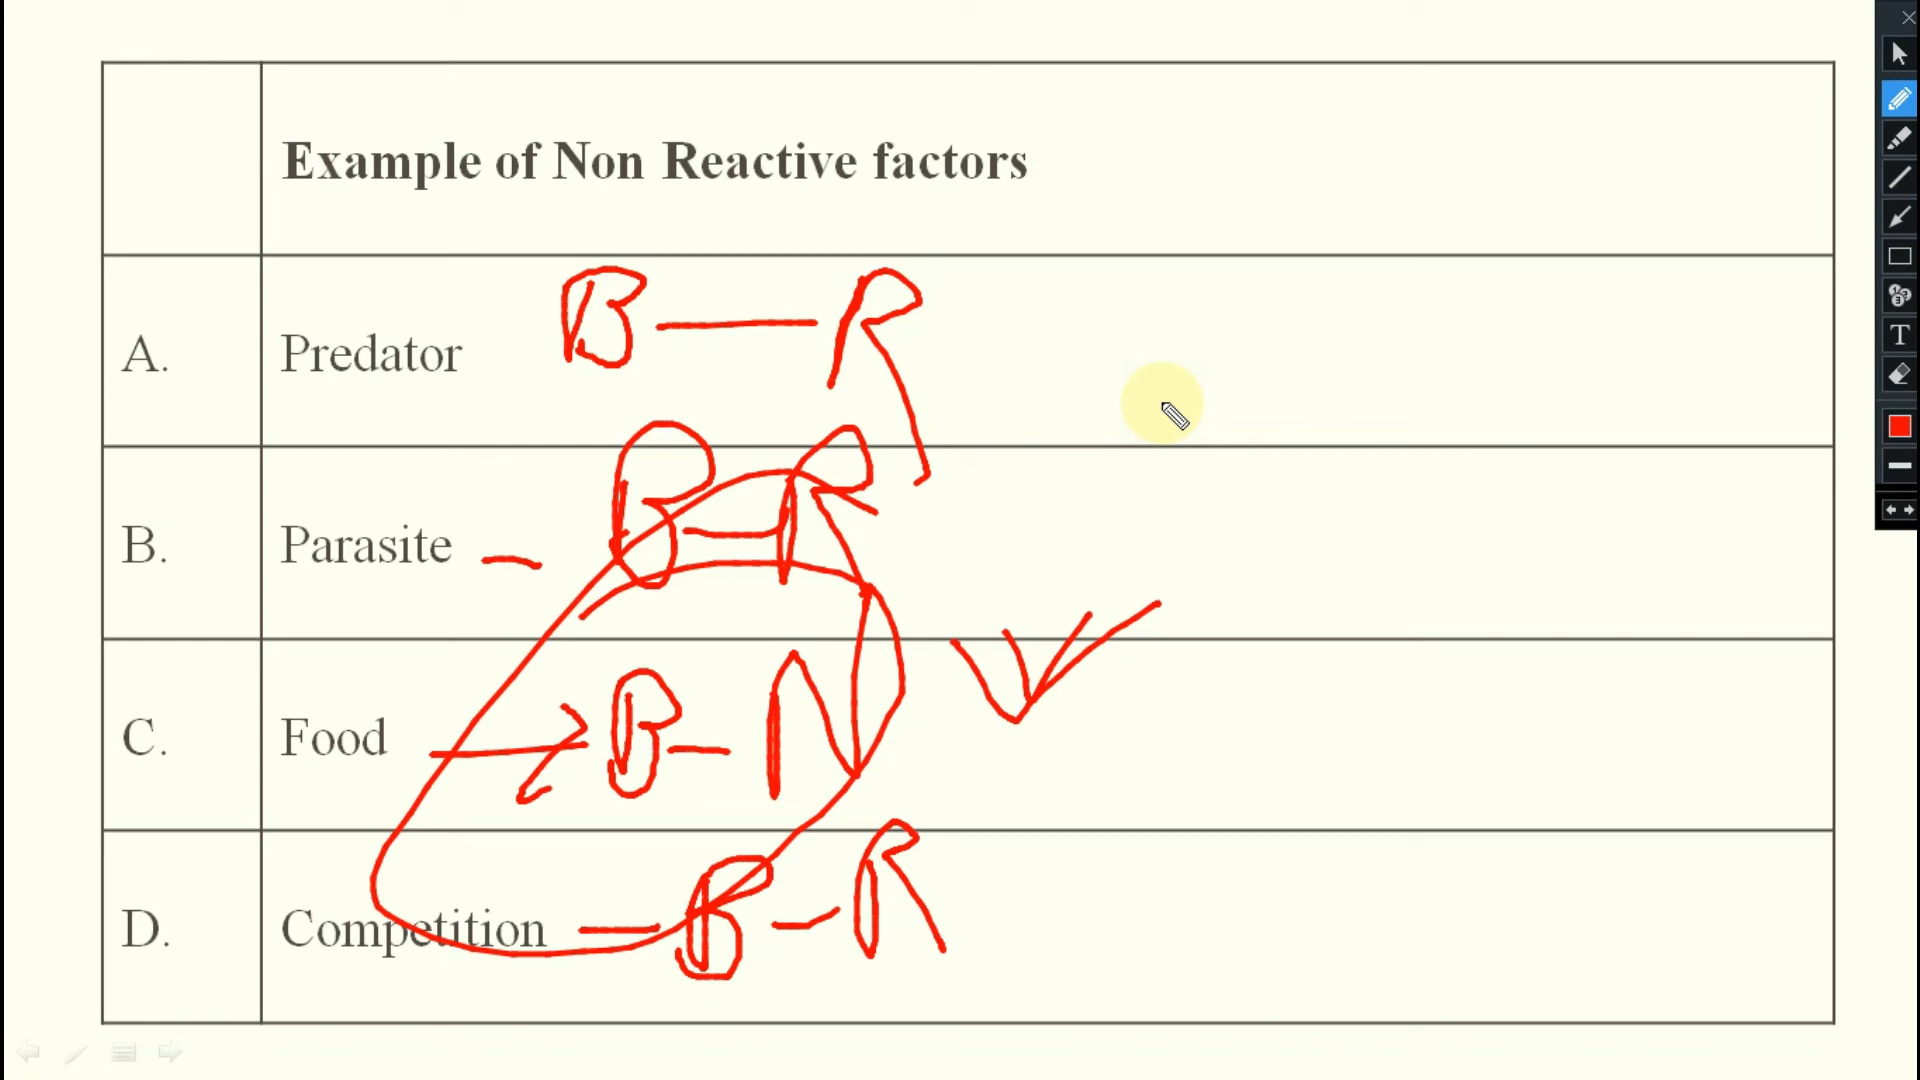 Example of Non Reactive factors
A. Predator B — R
B. Parasite — B — R
C. Food → B — N
D. Competition — B — R
T